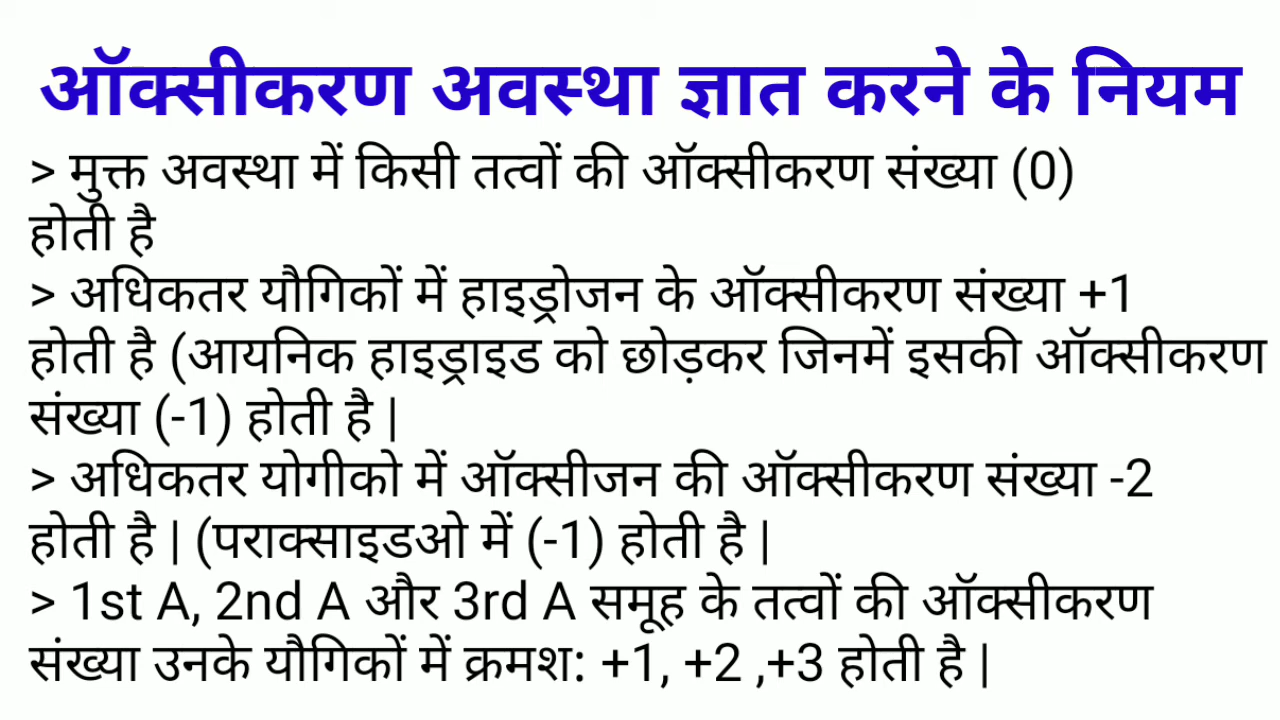 ऑक्सीकरण अवस्था ज्ञात करने के नियम
> मुक्त अवस्था में किसी तत्वों की ऑक्सीकरण संख्या (0)
होती है
> अधिकतर यौगिकों में हाइड्रोजन के ऑक्सीकरण संख्या +1
होती है (आयनिक हाइड्राइड को छोड़कर जिनमें इसकी ऑक्सीकरण
संख्या (-1) होती है |
> अधिकतर योगीको में ऑक्सीजन की ऑक्सीकरण संख्या -2
होती है | (पराक्साइडओ में (-1) होती है |
> 1st A, 2nd A और 3rd A समूह के तत्वों की ऑक्सीकरण
संख्या उनके यौगिकों में क्रमश: +1, +2 ,+3 होती है |